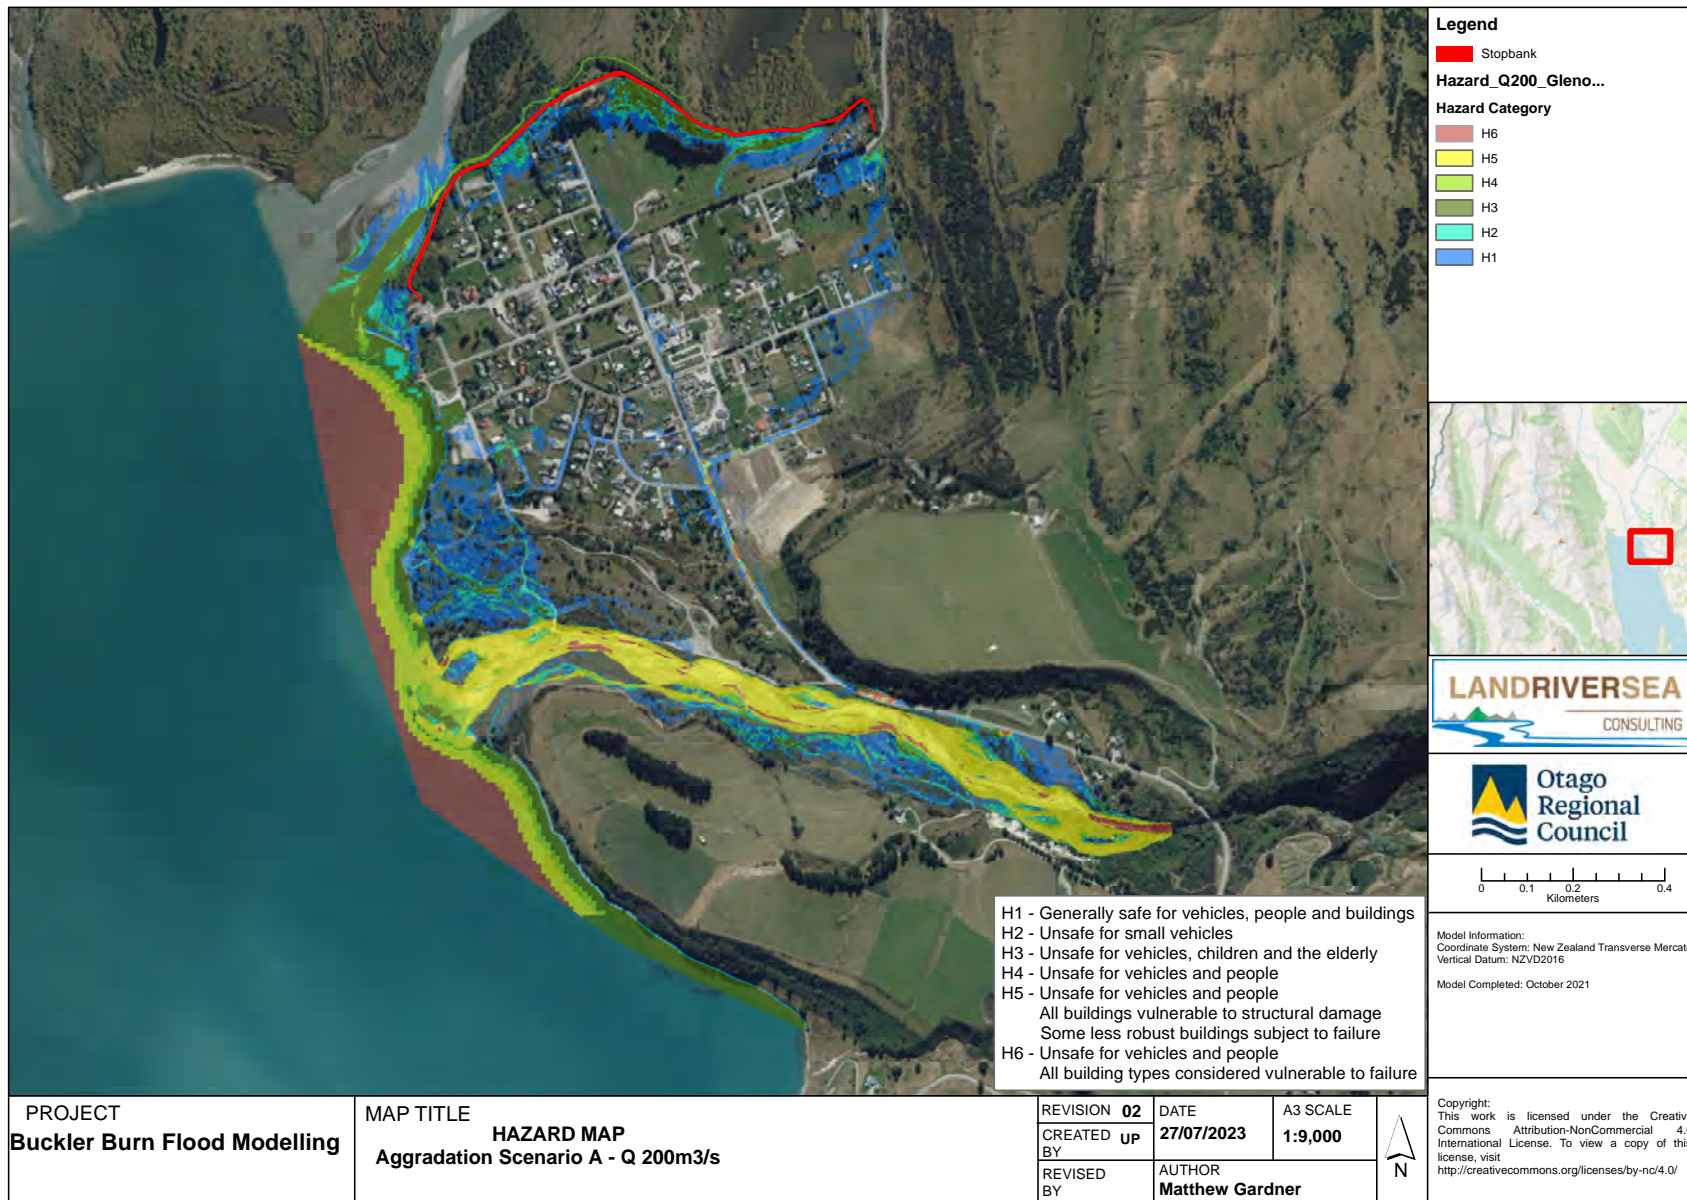 Legend
Stopbank
Hazard_Q200_Gleno...
Hazard Category
H6
H5
H4
H3
H2
H1
LANDRIVERSEA
CONSULTING
Otago
Regional
Council
0 0.1 0.2 0.4
Kilometers
Model Information:
Coordinate System: New Zealand Transverse Mercat
Vertical Datum: NZVD2016
Model Completed: October 2021
H1 - Generally safe for vehicles, people and buildings
H2 - Unsafe for small vehicles
H3 - Unsafe for vehicles, children and the elderly
H4 - Unsafe for vehicles and people
H5 - Unsafe for vehicles and people
All buildings vulnerable to structural damage
Some less robust buildings subject to failure
H6 - Unsafe for vehicles and people
All building types considered vulnerable to failure
PROJECT
Buckler Burn Flood Modelling
MAP TITLE
HAZARD MAP
Aggradation Scenario A - Q 200m3/s
REVISION 02
CREATED BY UP
REVISED BY
DATE
27/07/2023
A3 SCALE
1:9,000
AUTHOR
Matthew Gardner
N
Copyright:
This work is licensed under the Creativ
Commons Attribution-NonCommercial 4.
International License. To view a copy of this
license, visit
http://creativecommons.org/licenses/by-nc/4.0/